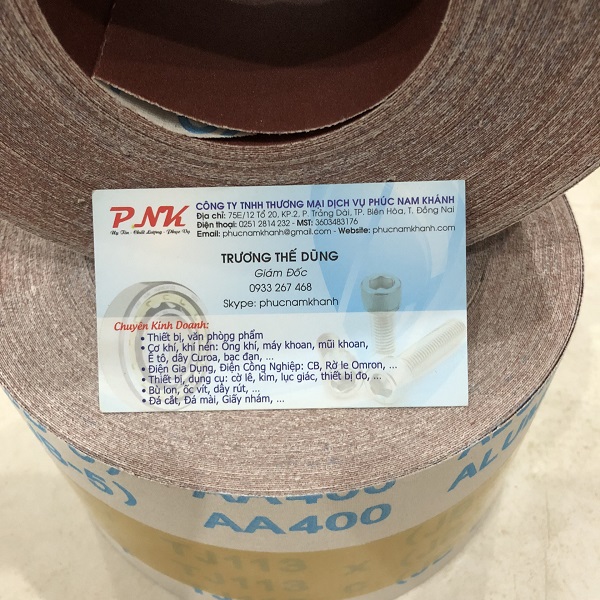 PNK
Uy Tín - Chất Lượng - Phục Vụ
CÔNG TY TNHH THƯƠNG MẠI DỊCH VỤ PHÚC NAM KHÁNH
Địa chỉ: 75E/12 Tổ 20, KP.2, P. Trảng Dài, TP. Biên Hòa, T. Đồng Nai
Điện thoại: 0251 2814 232 - MST: 3603483176
Email: phucnamkhanh@gmail.com - Website: phucnamkhanh.com
TRƯƠNG THẾ DŨNG
Giám Đốc
0933 267 468
Skype: phucnamkhanh
Chuyên Kinh Doanh:
• Thiết bị, văn phòng phẩm
• Cơ khí, khí nén: Ống khí, máy khoan, mũi khoan,
Ê tô, dây Curoa, bạc đạn, ...
• Điện Gia Dụng, Điện Công Nghiệp: CB, Rờ le Omron, ...
• Thiết bị, dụng cụ: cờ lê, kim, lục giác, thiết bị đo, ...
• Bù lon, ốc vít, dây rút, ...
• Đá cắt, Đá mài, Giấy nhám, ...
AA400
AA400
TJ113 x
TJ113